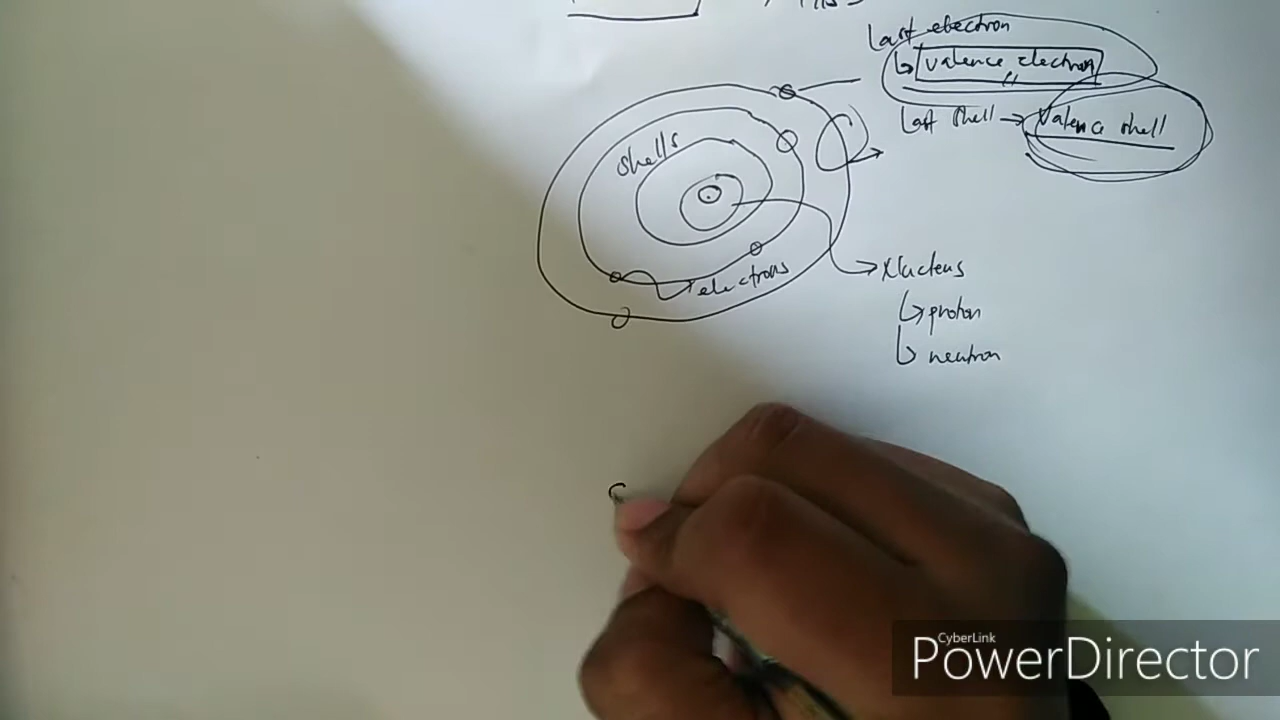 Last electron
valence electron
Last shell → Valence shell
shells
electrons
Nucleus
proton
neutron
CyberLink
PowerDirector